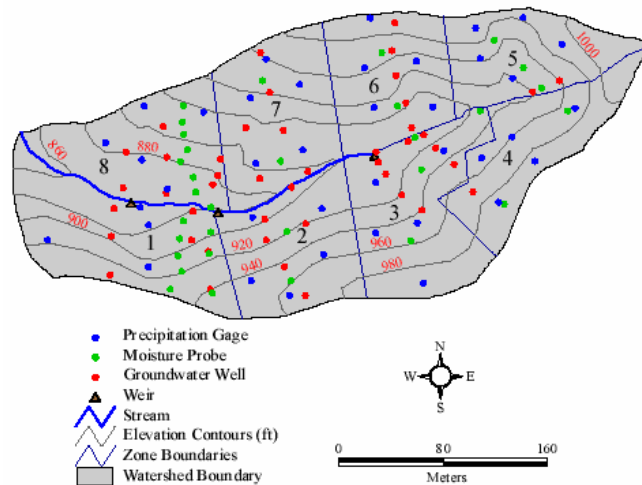 1000
5
6
7
860
880
8
4
3
900
1
2
920
960
940
980
Precipitation Gage
Moisture Probe
Groundwater Well
Weir
Stream
Elevation Contours (ft)
Zone Boundaries
Watershed Boundary
N
W E
S
0 80 160
Meters